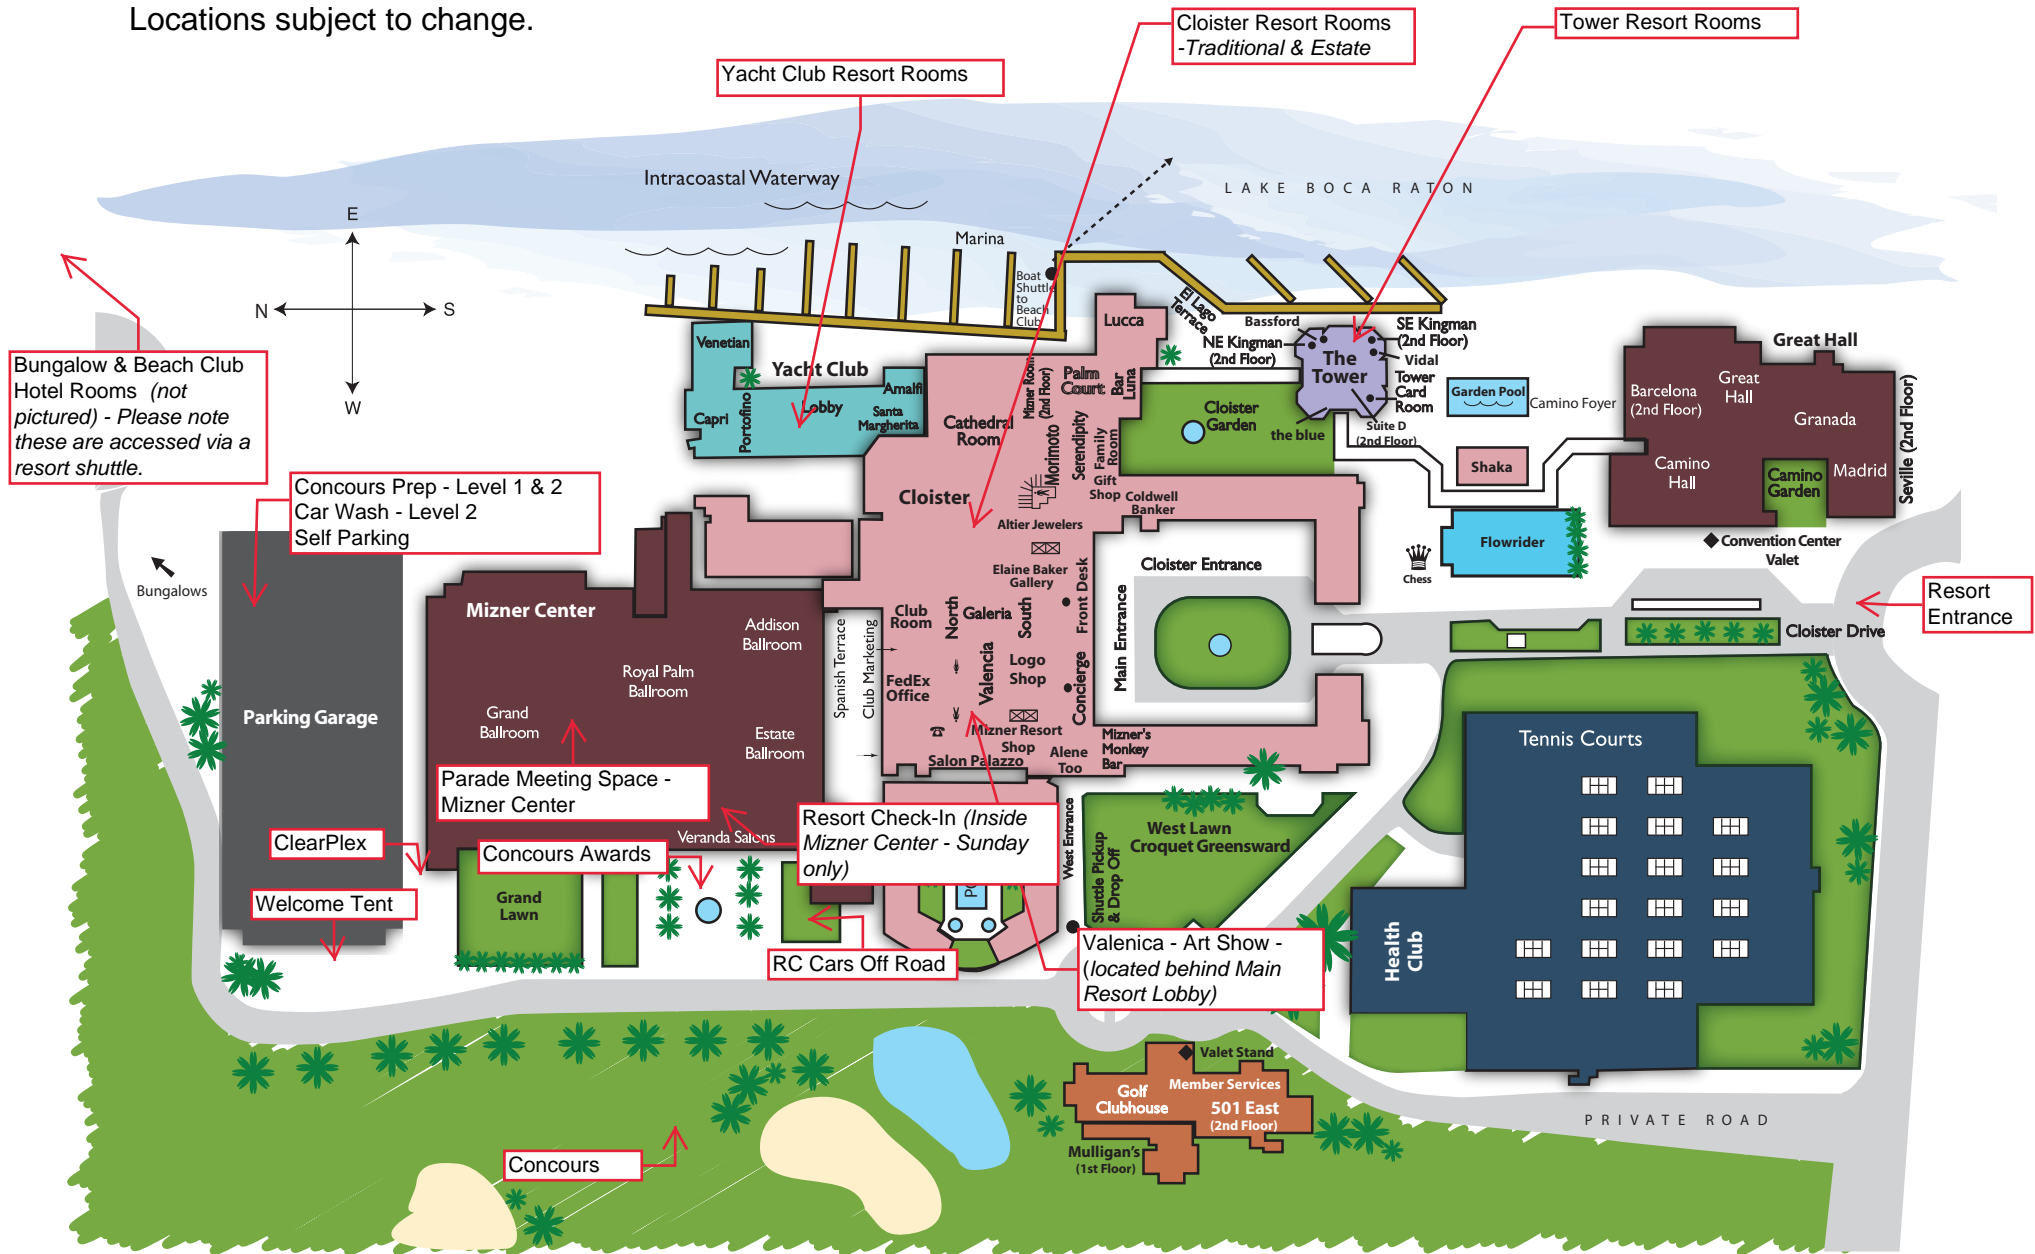 Locations subject to change.
Cloister Resort Rooms
-Traditional & Estate
Tower Resort Rooms
Yacht Club Resort Rooms
Intracoastal Waterway
LAKE BOCA RATON
E
N
S
W
Marina
Boat
Shuttle
to
Beach
Club
El Lago
Terrace
Bungalow & Beach Club
Hotel Rooms (not
pictured) - Please note
these are accessed via a
resort shuttle.
Venetian
Yacht Club
Amalfi
Lobby
Capri
Portofino
Santa
Margherita
Lucca
Mizner Room
(2nd Floor)
Palm
Court
Bar
Luna
Cathedral
Room
Morimoto
Serendipity
Family
Room
Gift
Shop
Coldwell
Banker
Cloister
Altier Jewelers
Elaine Baker
Gallery
Cloister
Garden
Bassford
NE Kingman
(2nd Floor)
SE Kingman
(2nd Floor)
The
Tower
Vidal
Tower
Card
Room
the blue
Suite D
(2nd Floor)
Garden Pool
Camino Foyer
Shaka
Great Hall
Barcelona
(2nd Floor)
Great
Hall
Granada
Camino
Hall
Camino
Garden
Madrid
Seville (2nd Floor)
Flowrider
Chess
Convention Center
Valet
Concours Prep - Level 1 & 2
Car Wash - Level 2
Self Parking
Bungalows
Parking Garage
Mizner Center
Addison
Ballroom
Royal Palm
Ballroom
Grand
Ballroom
Estate
Ballroom
Veranda Salons
Spanish Terrace
Club Marketing
Club
Room
North
Galeria
South
Front Desk
FedEx
Office
Valencia
Logo
Shop
Concierge
Main Entrance
Cloister Entrance
Mizner Resort
Shop
Salon Palazzo
Alene
Too
Mizner's
Monkey
Bar
Resort
Entrance
Cloister Drive
Parade Meeting Space -
Mizner Center
Resort Check-In (Inside
Mizner Center - Sunday
only)
ClearPlex
Concours Awards
Welcome Tent
Grand
Lawn
RC Cars Off Road
West Entrance
Shuttle Pickup
& Drop Off
West Lawn
Croquet Greensward
Valenica - Art Show -
(located behind Main
Resort Lobby)
Tennis Courts
Health
Club
Valet Stand
Golf
Clubhouse
Member Services
501 East
(2nd Floor)
Mulligan's
(1st Floor)
PRIVATE ROAD
Concours